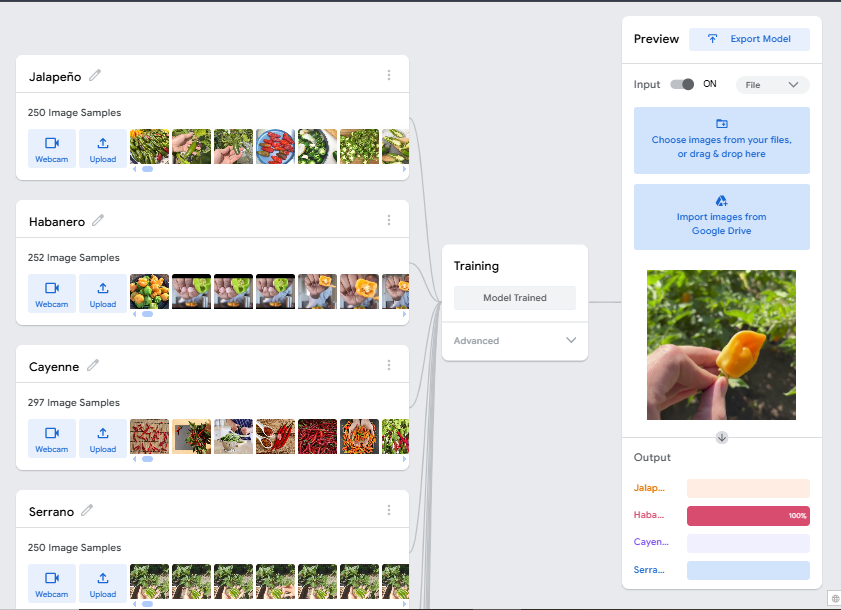 Jalapeño
250 Image Samples
Webcam
Upload
Habanero
252 Image Samples
Webcam
Upload
Cayenne
297 Image Samples
Webcam
Upload
Serrano
250 Image Samples
Webcam
Upload
Training
Model Trained
Advanced
Preview
Export Model
Input
ON
File
Choose images from your files,
or drag & drop here
Import images from
Google Drive
Output
Jalap...
Haba...
100%
Cayen...
Serra...